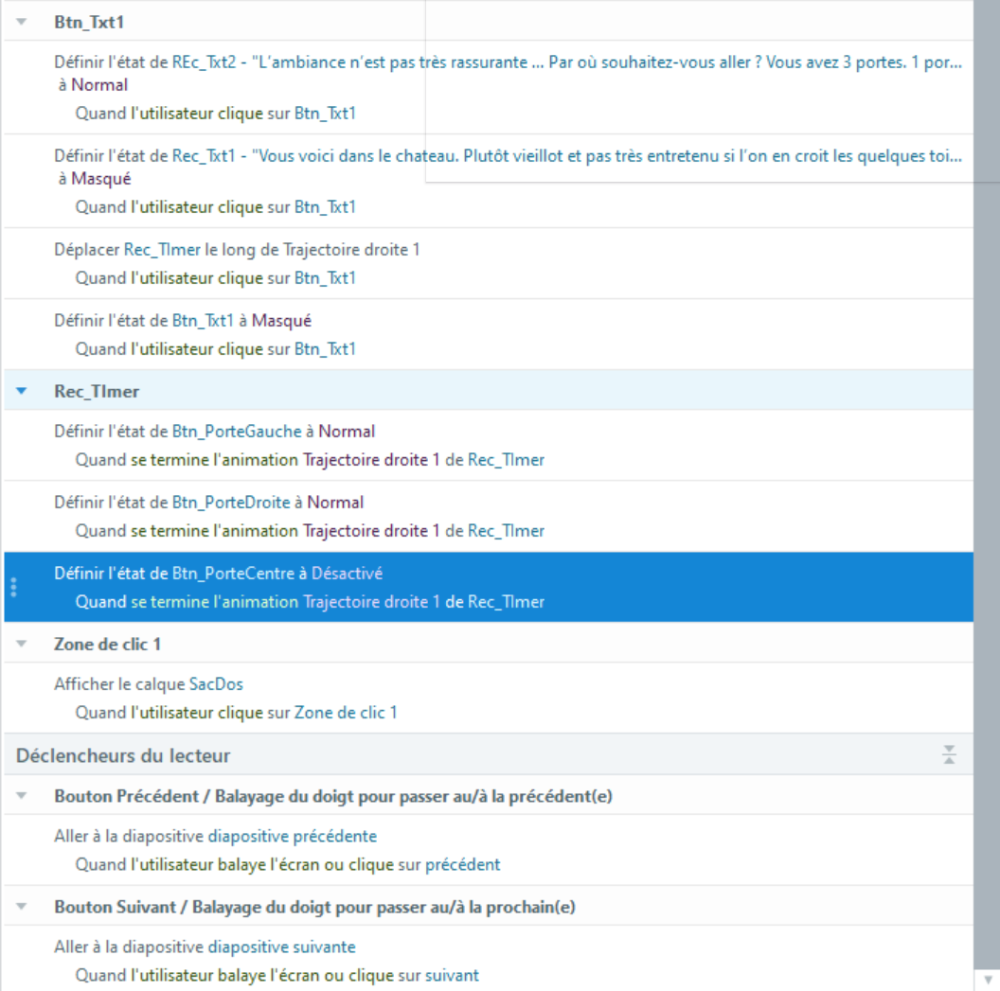 Btn_Txt1
Définir l'état de REc_Txt2 - "L'ambiance n'est pas très rassurante ... Par où souhaitez-vous aller ? Vous avez 3 portes. 1 por...
à Normal
Quand l'utilisateur clique sur Btn_Txt1
Définir l'état de Rec_Txt1 - "Vous voici dans le chateau. Plutôt vieillot et pas très entretenu si l'on en croit les quelques toi...
à Masqué
Quand l'utilisateur clique sur Btn_Txt1
Déplacer Rec_TImer le long de Trajectoire droite 1
Quand l'utilisateur clique sur Btn_Txt1
Définir l'état de Btn_Txt1 à Masqué
Quand l'utilisateur clique sur Btn_Txt1
Rec_TImer
Définir l'état de Btn_PorteGauche à Normal
Quand se termine l'animation Trajectoire droite 1 de Rec_TImer
Définir l'état de Btn_PorteDroite à Normal
Quand se termine l'animation Trajectoire droite 1 de Rec_TImer
Définir l'état de Btn_PorteCentre à Désactivé
Quand se termine l'animation Trajectoire droite 1 de Rec_TImer
Zone de clic 1
Afficher le calque SacDos
Quand l'utilisateur clique sur Zone de clic 1
Déclencheurs du lecteur
Bouton Précédent / Balayage du doigt pour passer au/à la précédent(e)
Aller à la diapositive diapositive précédente
Quand l'utilisateur balaye l'écran ou clique sur précédent
Bouton Suivant / Balayage du doigt pour passer au/à la prochain(e)
Aller à la diapositive diapositive suivante
Quand l'utilisateur balaye l'écran ou clique sur suivant